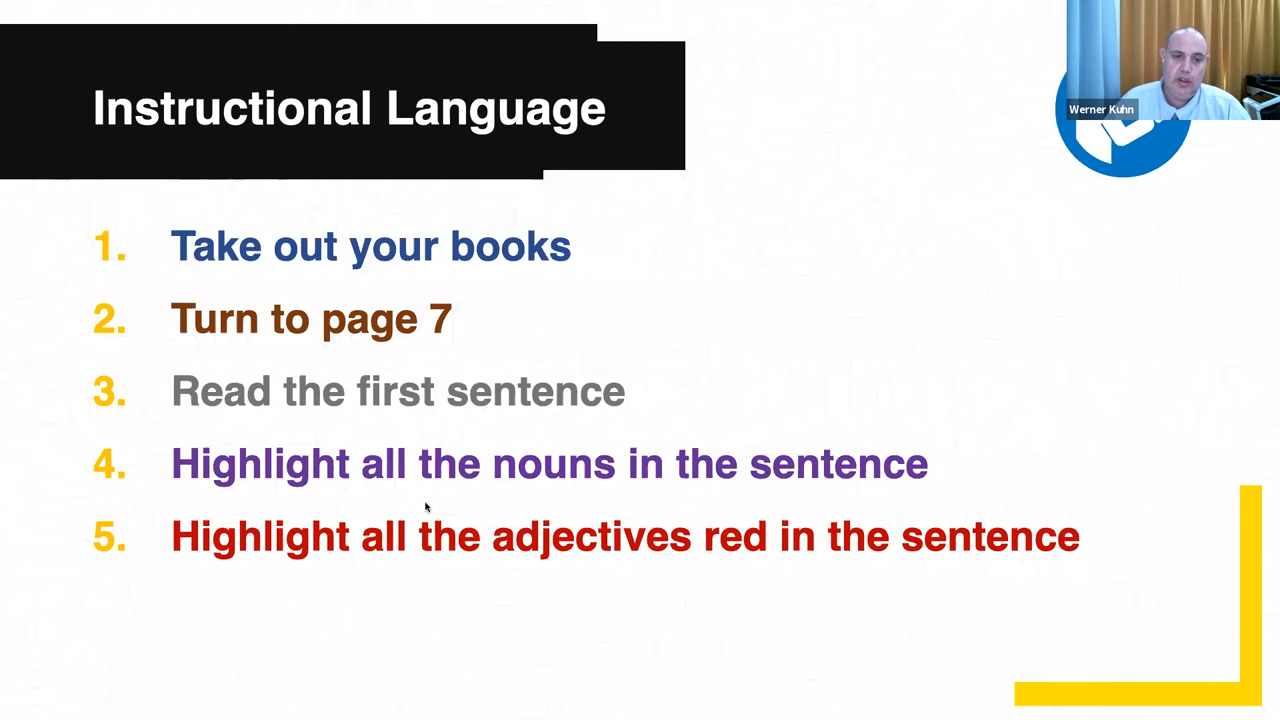 Instructional Language
Werner Kuhn
1. Take out your books
2. Turn to page 7
3. Read the first sentence
4. Highlight all the nouns in the sentence
5. Highlight all the adjectives red in the sentence